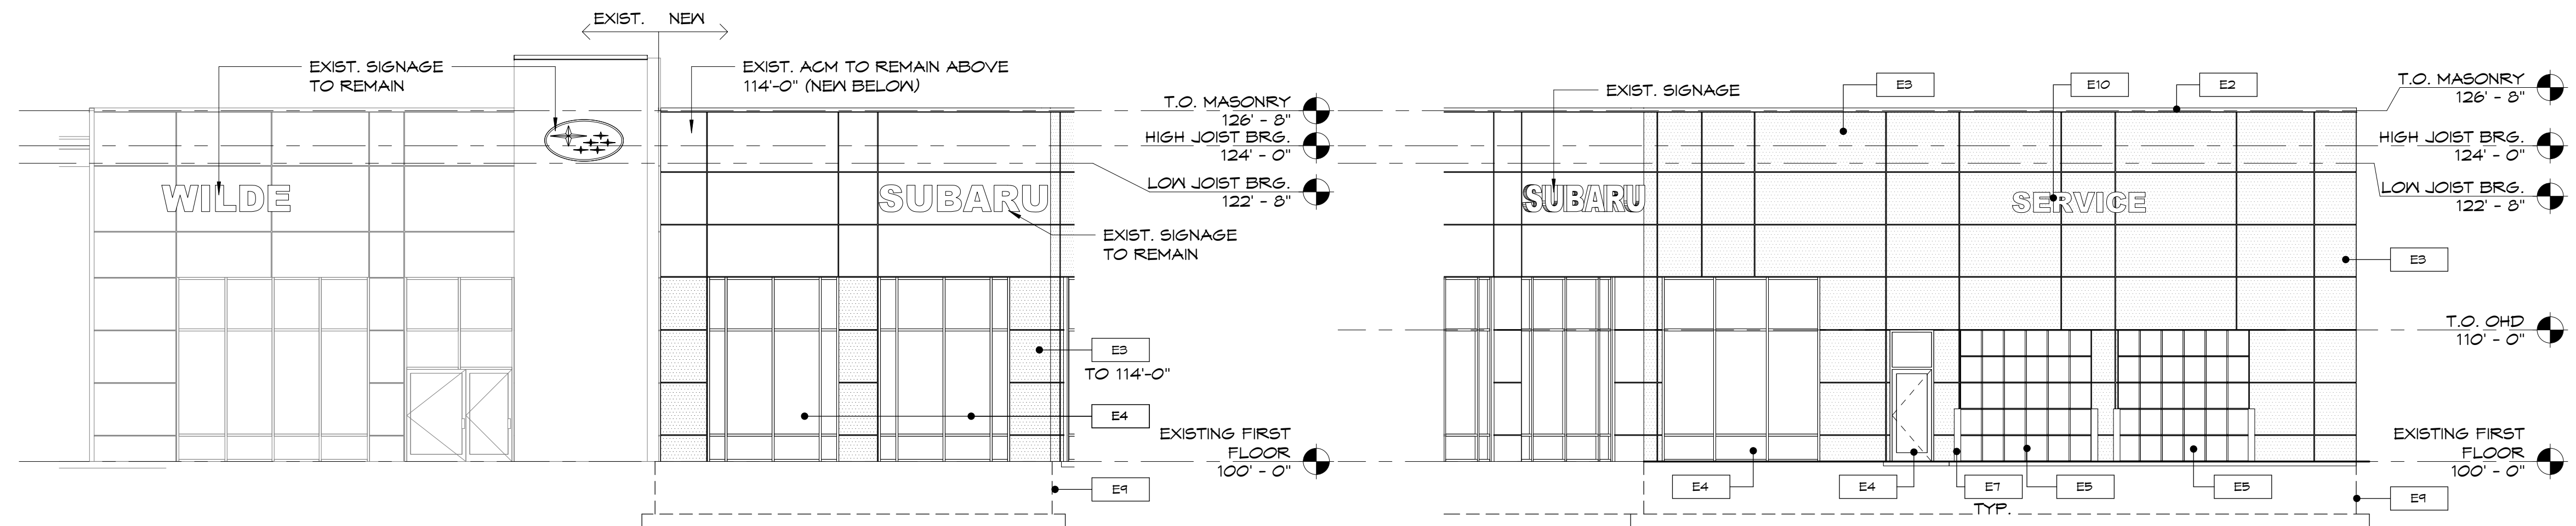 EXIST. NEW
EXIST. SIGNAGE
TO REMAIN
EXIST. ACM TO REMAIN ABOVE
114'-0" (NEW BELOW)
WILDE
SUBARU
EXIST. SIGNAGE
TO REMAIN
T.O. MASONRY
126' - 8"
HIGH JOIST BRG.
124' - 0"
LOW JOIST BRG.
122' - 8"
E3
TO 114'-0"
E4
EXISTING FIRST
FLOOR
100' - 0"
E9
EXIST. SIGNAGE
E3
E10
E2
SUBARU
SERVICE
T.O. MASONRY
126' - 8"
HIGH JOIST BRG.
124' - 0"
LOW JOIST BRG.
122' - 8"
E3
T.O. OHD
110' - 0"
EXISTING FIRST
FLOOR
100' - 0"
E4
E4
E7
E5
E5
E9
TYP.